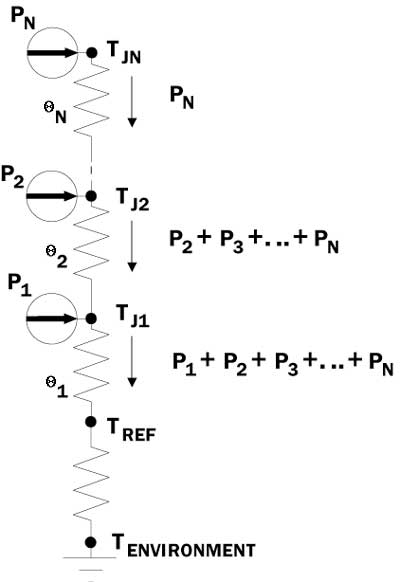 P_N
T_JN
Θ_N
P_N
P_2
T_J2
Θ_2
P_2 + P_3 +...+ P_N
P_1
T_J1
Θ_1
P_1 + P_2 + P_3 +...+ P_N
T_REF
T_ENVIRONMENT